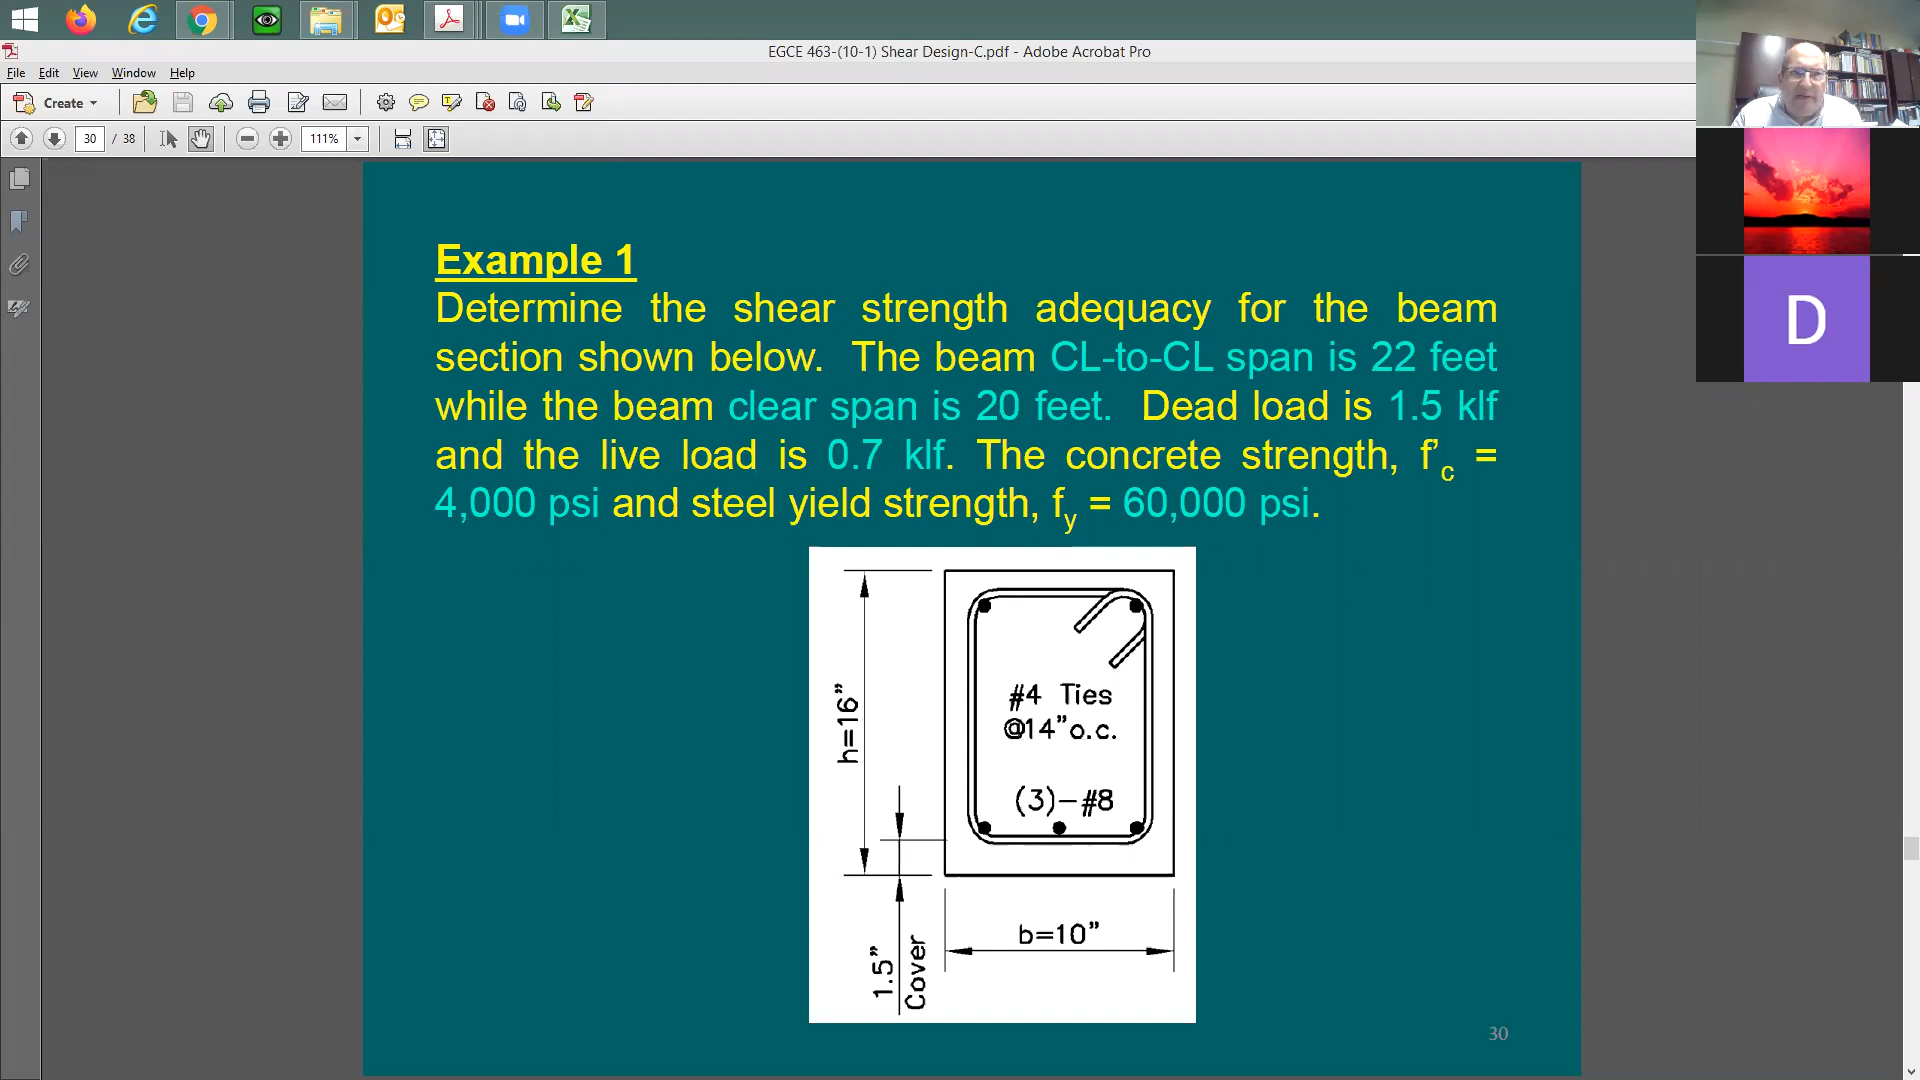 EGCE 463-(10-1) Shear Design-C.pdf - Adobe Acrobat Pro
File Edit View Window Help
Create
30 / 38 111%
Example 1
Determine the shear strength adequacy for the beam
section shown below. The beam CL-to-CL span is 22 feet
while the beam clear span is 20 feet. Dead load is 1.5 klf
and the live load is 0.7 klf. The concrete strength, f’c =
4,000 psi and steel yield strength, fy = 60,000 psi.
h=16”
#4 Ties
@14”o.c.
(3)-#8
b=10”
1.5”
Cover
30
D